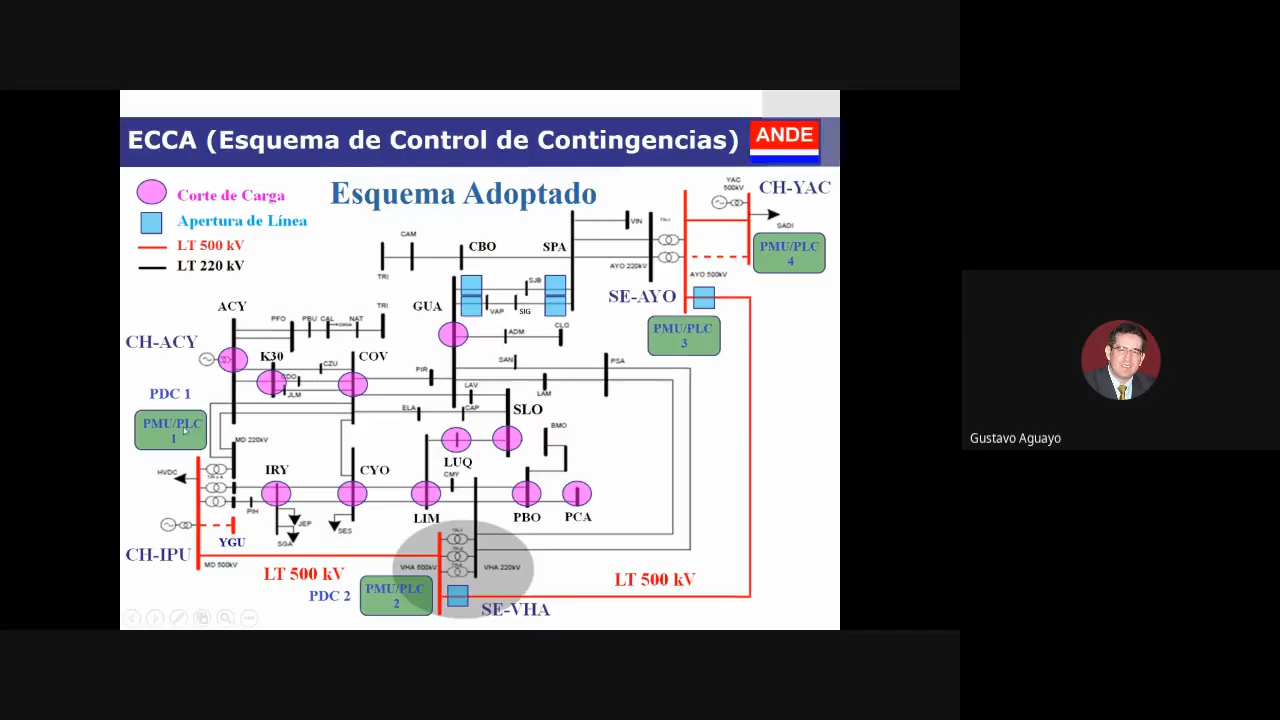 ECCA (Esquema de Control de Contingencias)
ANDE
Esquema Adoptado
Corte de Carga
Apertura de Línea
LT 500 kV
LT 220 kV
YAC
500kV
CH-YAC
SADI
PMU/PLC
4
CAM
TRI
CBO
SPA
VIN
AYO 220kV
AYO 500kV
SE-AYO
PMU/PLC
3
SJB
VAP
SIG
GUA
ACY
TRI
PFO
PBU
CAL
NAT
CH-ACY
K30
CZU
COV
JLM
PIR
ADM
CLO
SAN
PSA
LAM
LAV
ELA
CAP
SLO
PDC 1
PMU/PLC
1
MD 220kV
BMO
LUQ
HVDC
IRY
CYO
CMY
PIH
LIM
PBO
PCA
JEP
SES
SGA
YGU
CH-IPU
MD 500kV
LT 500 kV
VHA 500kV
VHA 220kV
LT 500 kV
PDC 2
PMU/PLC
2
SE-VHA
Gustavo Aguayo